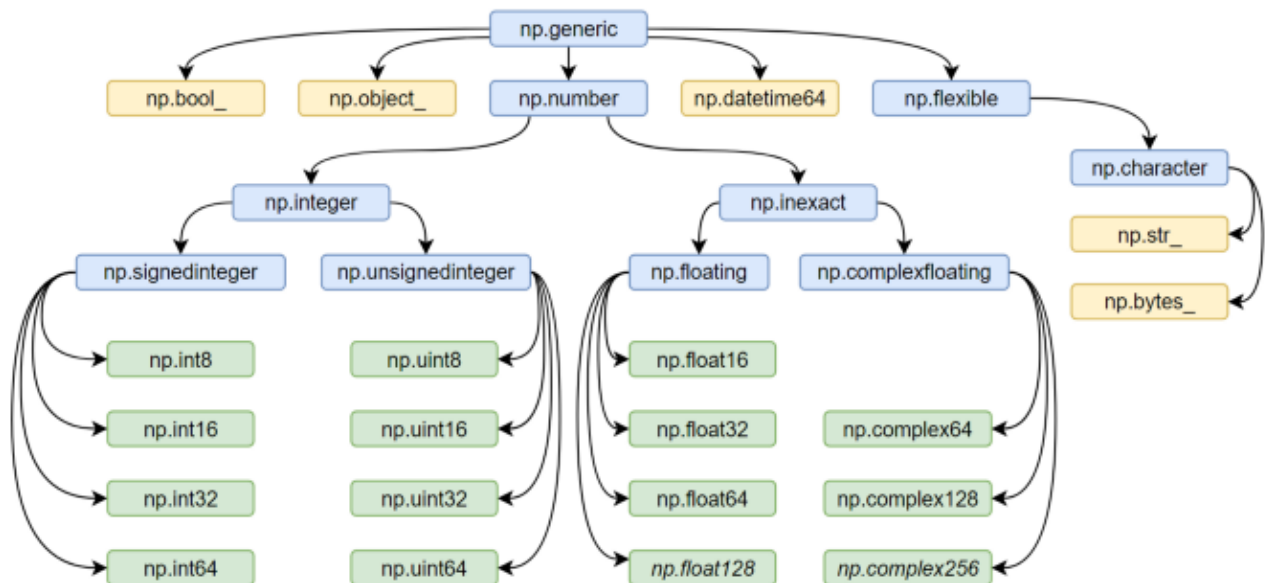 np.generic
np.bool_
np.object_
np.number
np.datetime64
np.flexible
np.character
np.integer
np.inexact
np.str_
np.signedinteger
np.unsignedinteger
np.floating
np.complexfloating
np.bytes_
np.int8
np.uint8
np.float16
np.int16
np.uint16
np.float32
np.complex64
np.int32
np.uint32
np.float64
np.complex128
np.int64
np.uint64
np.float128
np.complex256